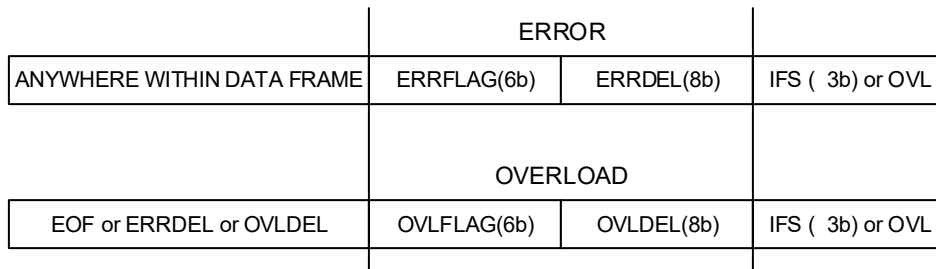 ERROR
ANYWHERE WITHIN DATA FRAME ERRFLAG(6b) ERRDEL(8b) IFS ( 3b) or OVL
OVERLOAD
EOF or ERRDEL or OVLDEL OVLFLAG(6b) OVLDEL(8b) IFS ( 3b) or OVL